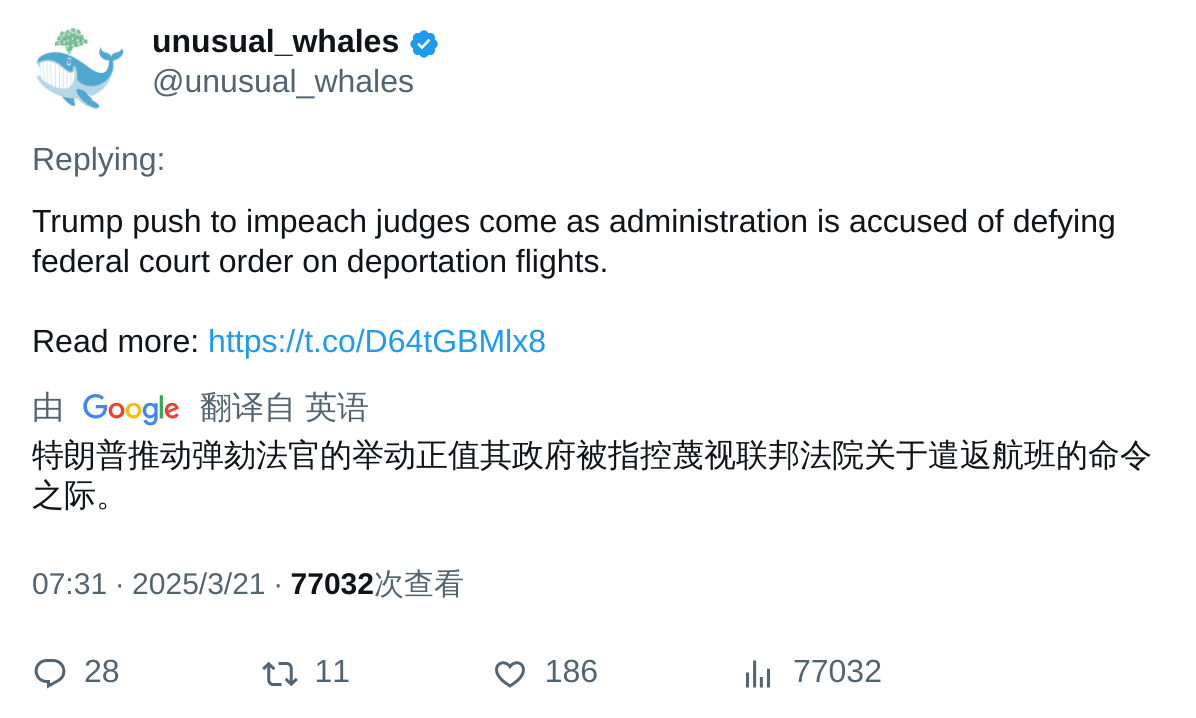 unusual_whales
@unusual_whales
Replying:
Trump push to impeach judges come as administration is accused of defying
federal court order on deportation flights.
Read more: https://t.co/D64tGBMlx8
由 Google 翻译自 英语
特朗普推动弹劾法官的举动正值其政府被指控蔑视联邦法院关于遣返航班的命令
之际。
07:31 · 2025/3/21 · 77032次查看
28 11 186 77032